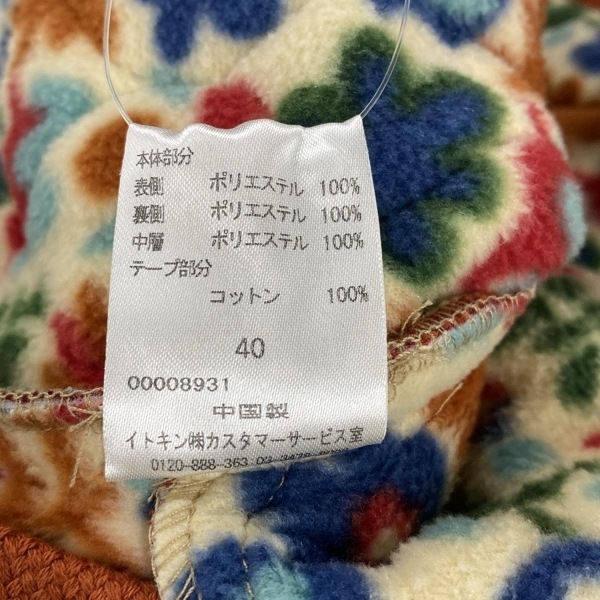 本体部分
表側 ポリエステル 100%
裏側 ポリエステル 100%
中層 ポリエステル 100%
テープ部分
コットン 100%
40
00008931
中国製
イトキン㈱カスタマーサービス室
0120-888-363